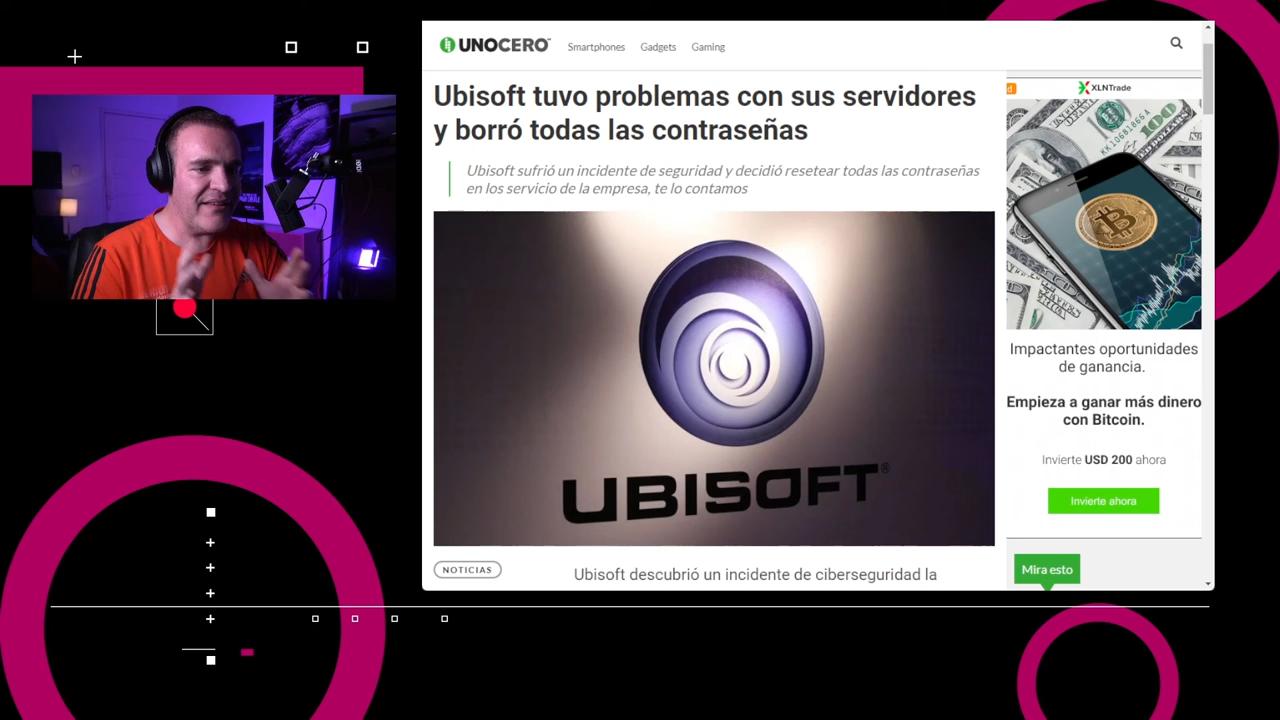 UNOCERO
Smartphones
Gadgets
Gaming
Ubisoft tuvo problemas con sus servidores
y borró todas las contraseñas
Ubisoft sufrió un incidente de seguridad y decidió resetear todas las contraseñas
en los servicio de la empresa, te lo contamos
UBISOFT®
NOTICIAS
Ubisoft descubrió un incidente de ciberseguridad la
d
XLNTrade
Impactantes oportunidades
de ganancia.
Empieza a ganar más dinero
con Bitcoin.
Invierte USD 200 ahora
Invierte ahora
Mira esto